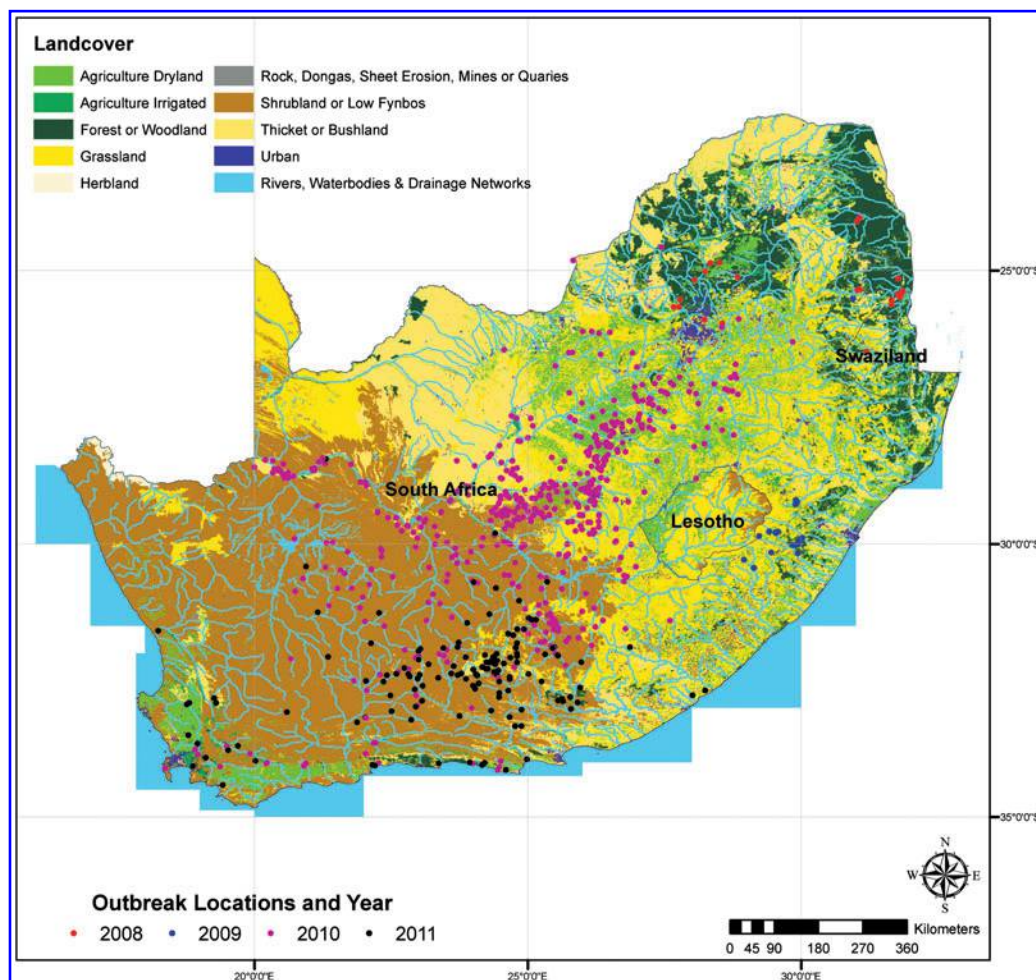 Landcover
Agriculture Dryland
Agriculture Irrigated
Forest or Woodland
Grassland
Herbland
Rock, Dongas, Sheet Erosion, Mines or Quaries
Shrubland or Low Fynbos
Thicket or Bushland
Urban
Rivers, Waterbodies & Drainage Networks
25°0'0"S
Swaziland
South Africa
Lesotho
30°0'0"S
35°0'0"S
N
W E
S
Outbreak Locations and Year
2008 2009 2010 2011
Kilometers
0 45 90 180 270 360
20°0'0"E 25°0'0"E 30°0'0"E